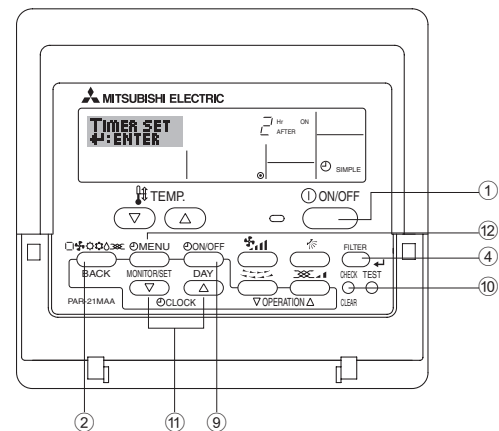 MITSUBISHI ELECTRIC
TIMER SET
↵:ENTER
2 Hr ON
AFTER
SIMPLE
TEMP.
ON/OFF
①
⑫
MENU
ON/OFF
FILTER
↵
④
BACK
MONITOR/SET
DAY
CHECK TEST
⑩
PAR-21MAA
CLOCK
▽ OPERATION △
CLEAR
② ⑪ ⑨